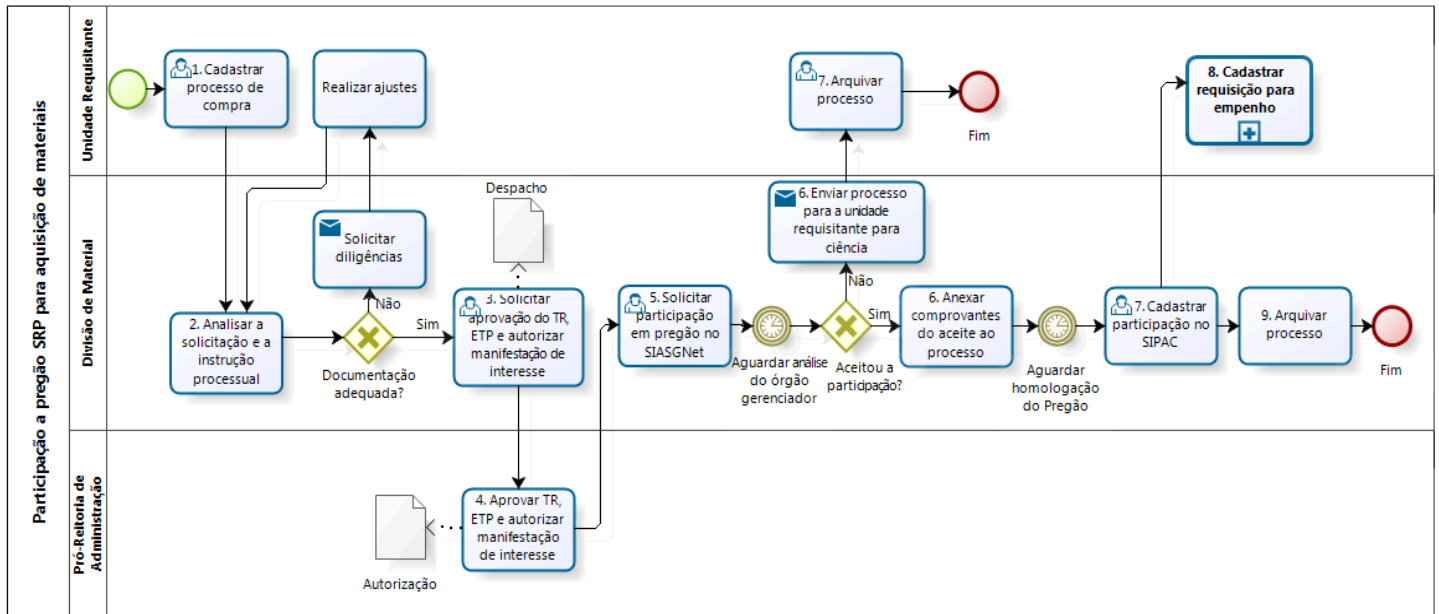 Participação a pregão SRP para aquisição de materiais
Unidade Requisitante
1. Cadastrar
processo de
compra
Realizar ajustes
7. Arquivar
processo
Fim
8. Cadastrar
requisição para
empenho
Divisão de Material
2. Analisar a
solicitação e a
instrução
processual
Solicitar
diligências
Não
Documentação
adequada?
Sim
Despacho
3. Solicitar
aprovação do TR,
ETP e autorizar
manifestação de
interesse
5. Solicitar
participação
em pregão no
SIASGNet
Aguardar análise
do órgão
gerenciador
6. Enviar processo
para a unidade
requisitante para
ciência
Não
Aceitou a
participação?
Sim
6. Anexar
comprovantes
do aceite ao
processo
Aguardar
homologação
do Pregão
7. Cadastrar
participação no
SIPAC
9. Arquivar
processo
Fim
Pró-Reitoria de
Administração
Autorização
4. Aprovar TR,
ETP e autorizar
manifestação
de interesse